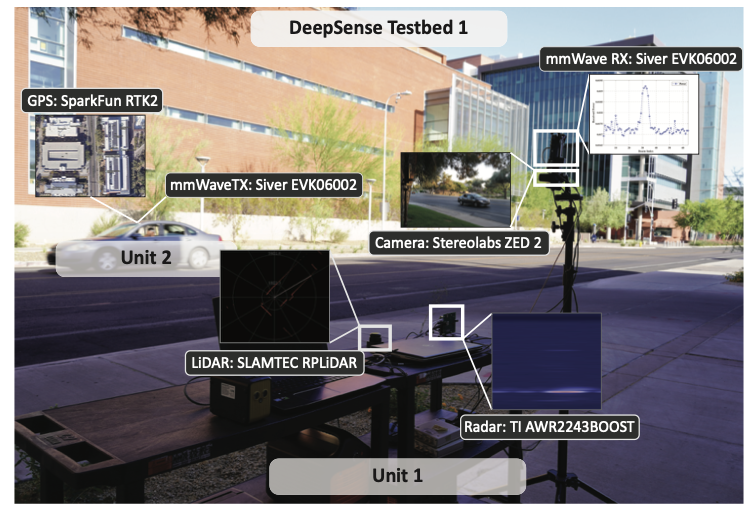 DeepSense Testbed 1
mmWave RX: Siver EVK06002
GPS: SparkFun RTK2
mmWaveTX: Siver EVK06002
Camera: Stereolabs ZED 2
Unit 2
LiDAR: SLAMTEC RPLiDAR
Radar: TI AWR2243BOOST
Unit 1